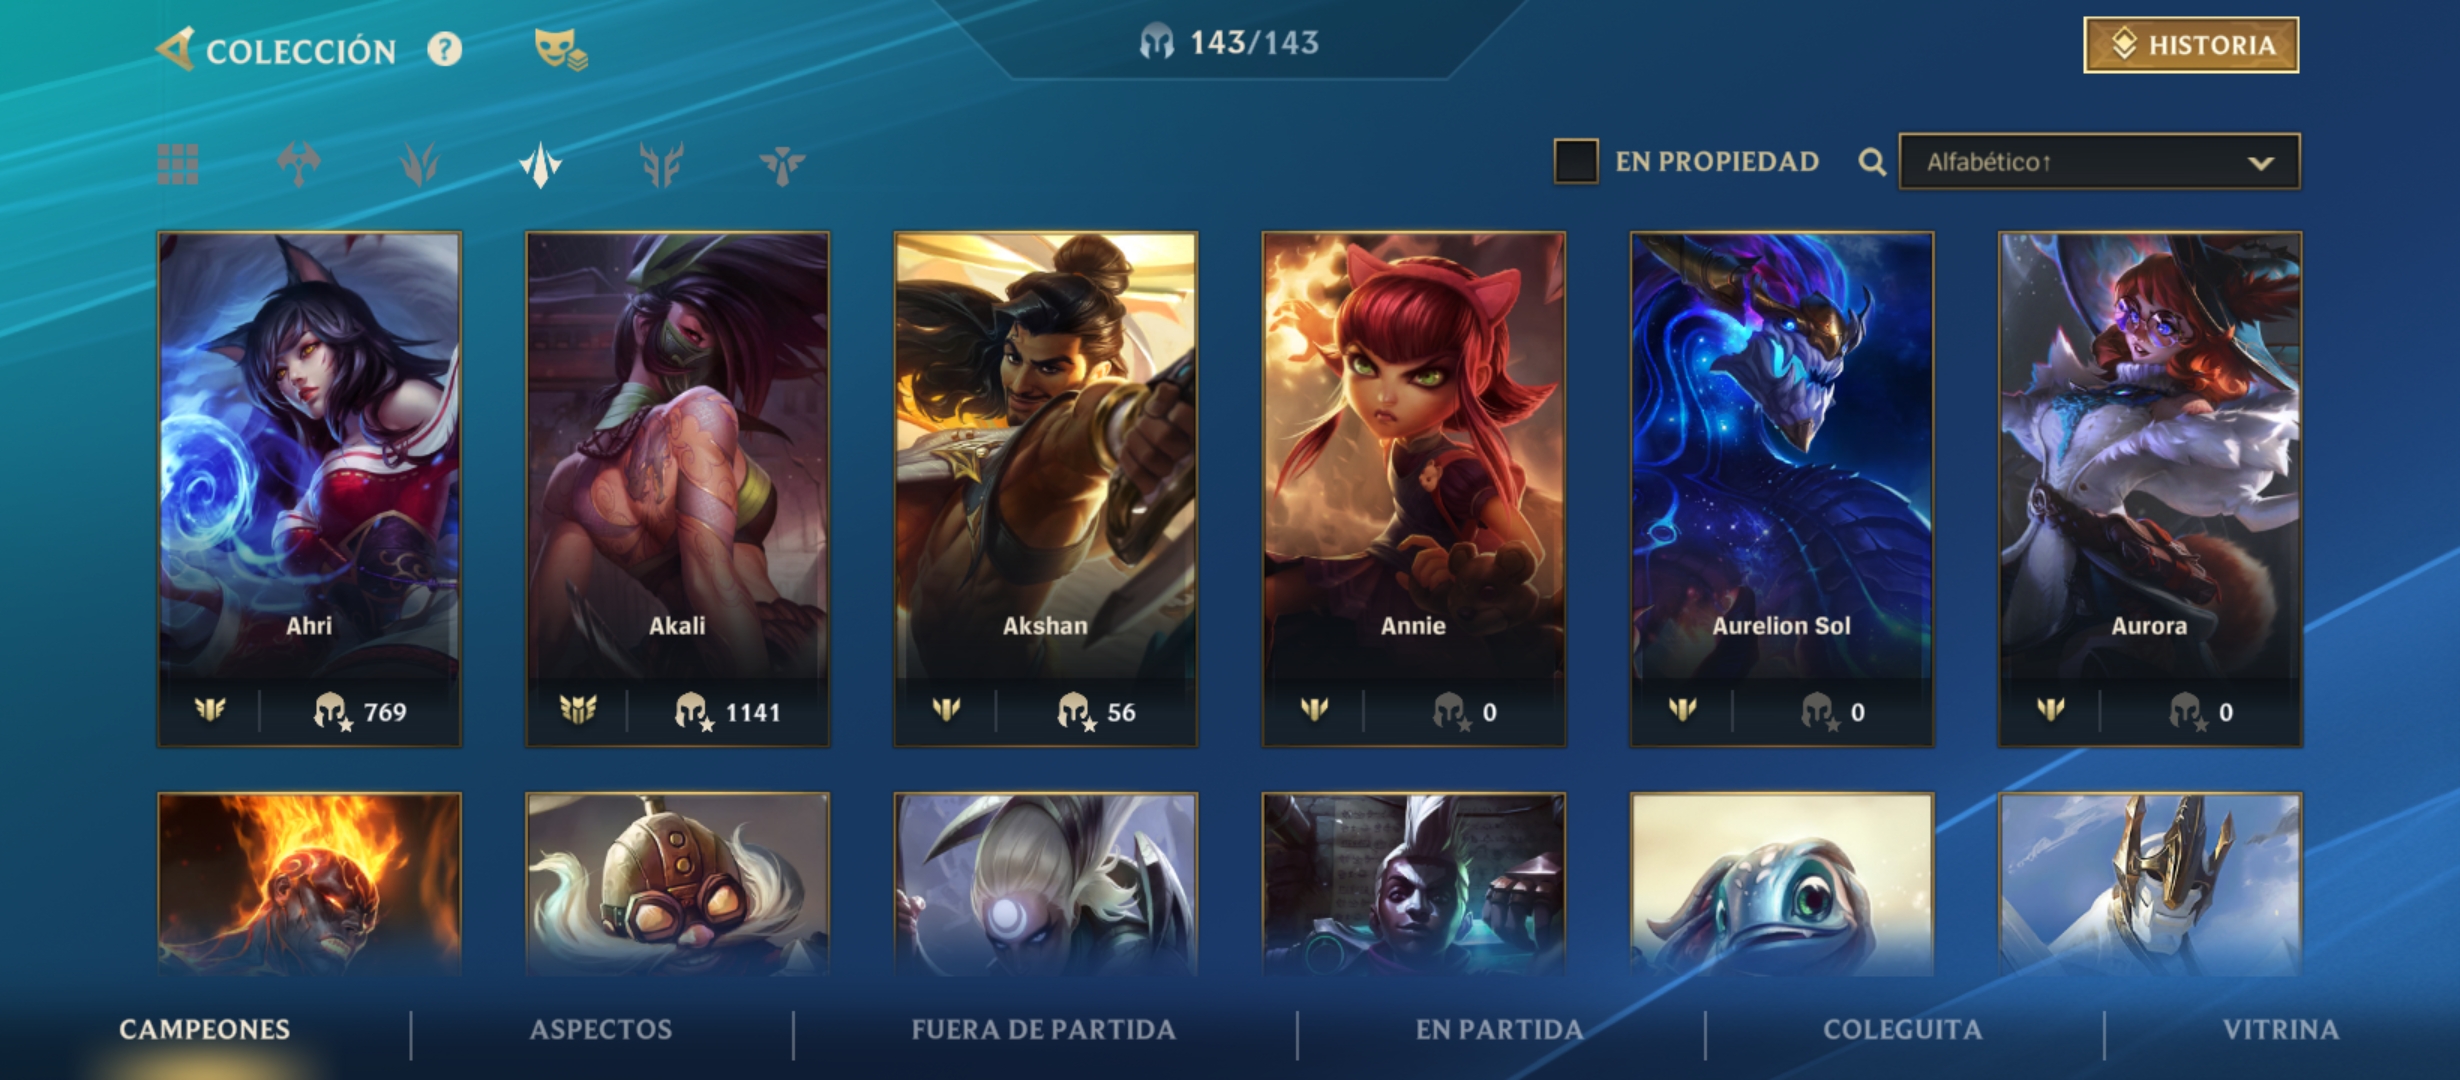 COLECCIÓN ?
143/143
HISTORIA
EN PROPIEDAD
Alfabético↑
Ahri
Akali
Akshan
Annie
Aurelion Sol
Aurora
769
1141
56
0
0
0
CAMPEONES
ASPECTOS
FUERA DE PARTIDA
EN PARTIDA
COLEGUITA
VITRINA